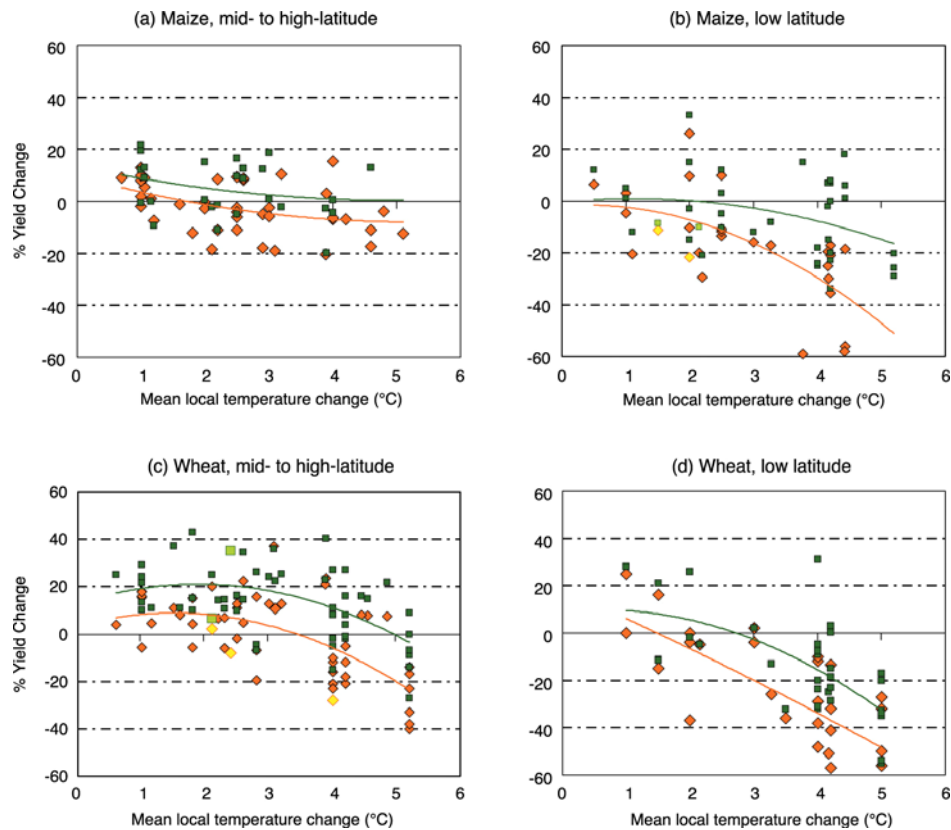 (a) Maize, mid- to high-latitude
(b) Maize, low latitude
% Yield Change
60
40
20
0
-20
-40
-60
0 1 2 3 4 5 6
Mean local temperature change (°C)
60
40
20
0
-20
-40
-60
0 1 2 3 4 5 6
Mean local temperature change (°C)
(c) Wheat, mid- to high-latitude
(d) Wheat, low latitude
% Yield Change
60
40
20
0
-20
-40
-60
0 1 2 3 4 5 6
Mean local temperature change (°C)
60
40
20
0
-20
-40
-60
0 1 2 3 4 5 6
Mean local temperature change (°C)